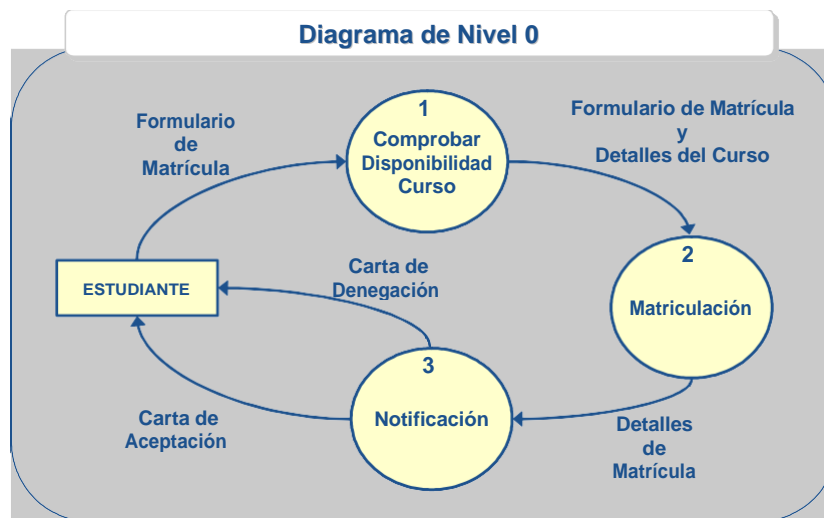 Diagrama de Nivel 0
Formulario
de
Matrícula
1
Comprobar
Disponibilidad
Curso
Formulario de Matrícula
y
Detalles del Curso
2
Matriculación
ESTUDIANTE
Carta de
Denegación
3
Notificación
Carta de
Aceptación
Detalles
de
Matrícula